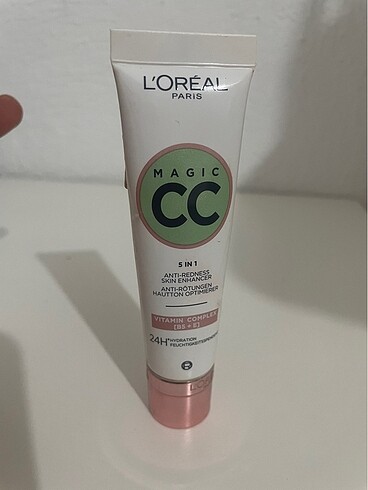 L'ORÉAL
PARIS
MAGIC
CC
5 IN 1
ANTI-REDNESS
SKIN ENHANCER
ANTI-RÖTUNGEN
HAUTTON OPTIMIERER
VITAMIN COMPLEX
[B5 + E]
24H* HYDRATION
FEUCHTIGKEITSSPENDEND